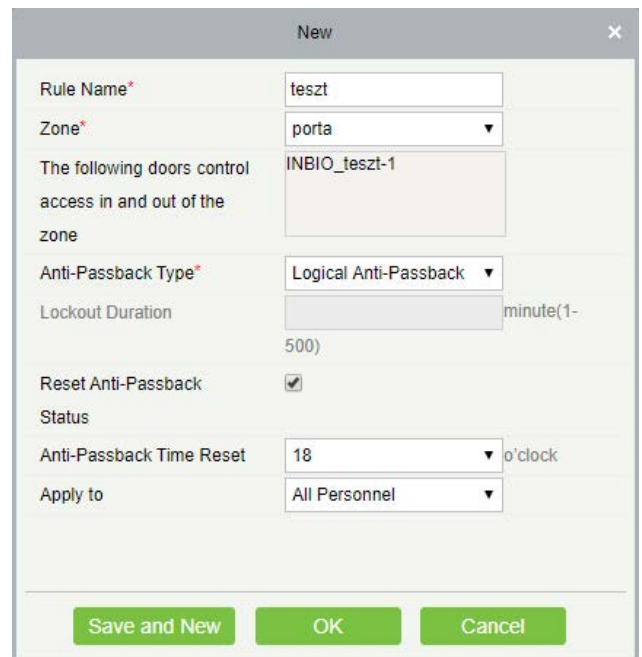 New
×
Rule Name* teszt
Zone* porta
The following doors control INBIO_teszt-1
access in and out of the
zone
Anti-Passback Type* Logical Anti-Passback
Lockout Duration minute(1-
500)
Reset Anti-Passback
Status
Anti-Passback Time Reset 18 o'clock
Apply to All Personnel
Save and New OK Cancel